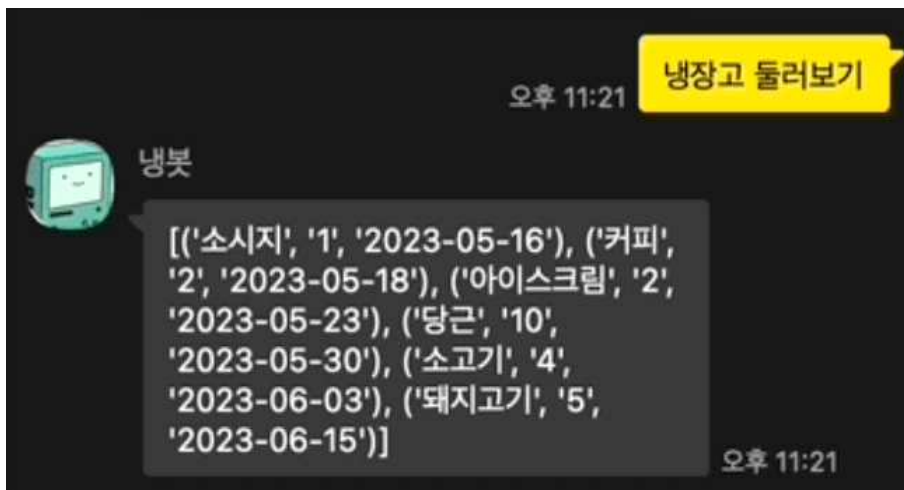 냉장고 둘러보기
오후 11:21
냉봇
[('소시지', '1', '2023-05-16'), ('커피',
'2', '2023-05-18'), ('아이스크림', '2',
'2023-05-23'), ('당근', '10',
'2023-05-30'), ('소고기', '4',
'2023-06-03'), ('돼지고기', '5',
'2023-06-15')]
오후 11:21